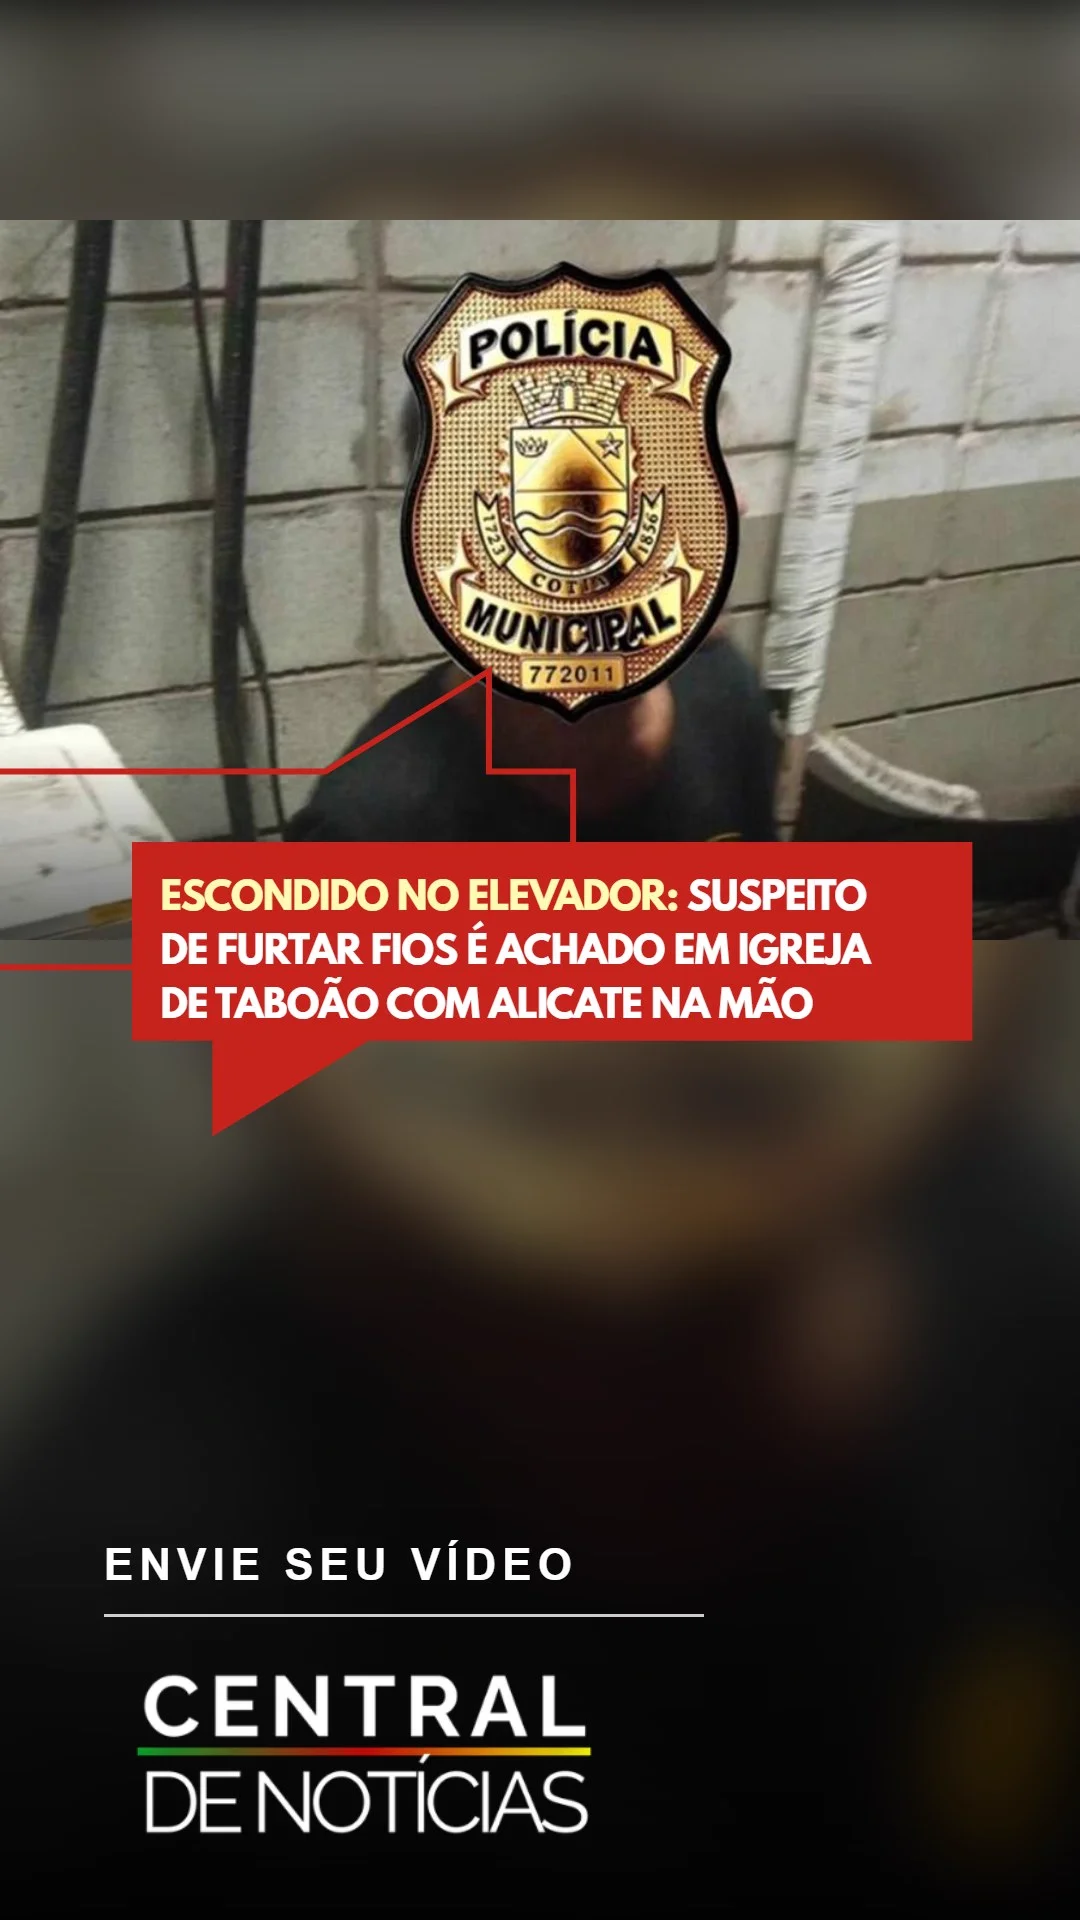 POLÍCIA
1723
1856
COTIA
MUNICIPAL
772011
ESCONDIDO NO ELEVADOR: SUSPEITO
DE FURTAR FIOS É ACHADO EM IGREJA
DE TABOÃO COM ALICATE NA MÃO
ENVIE SEU VÍDEO
CENTRAL
DE NOTÍCIAS